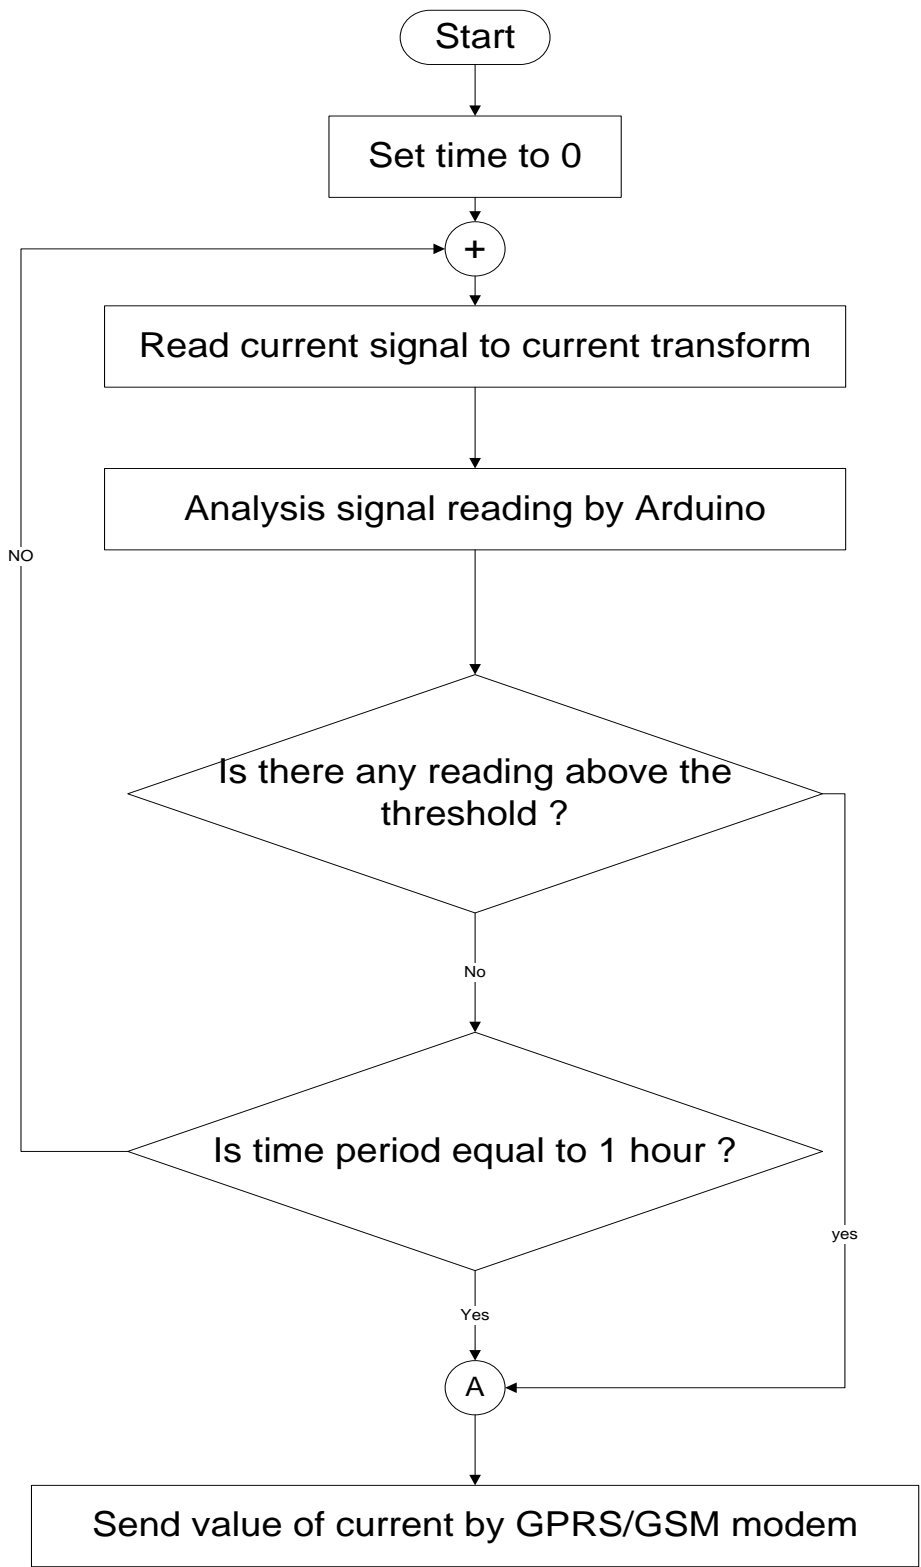 Start
Set time to 0
+
Read current signal to current transform
Analysis signal reading by Arduino
NO
Is there any reading above the
threshold ?
No
Is time period equal to 1 hour ?
yes
Yes
A
Send value of current by GPRS/GSM modem